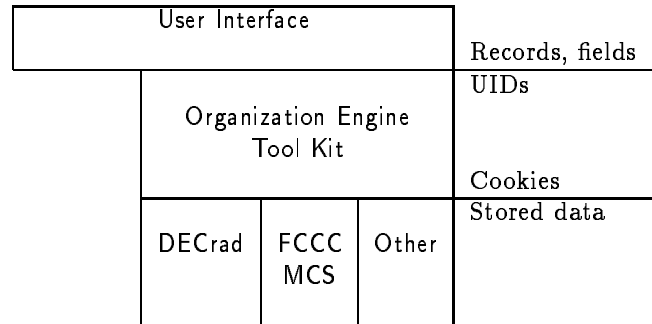 User Interface
Records, fields
UIDs
Organization Engine
Tool Kit
Cookies
Stored data
DECrad
FCCC
Other
MCS